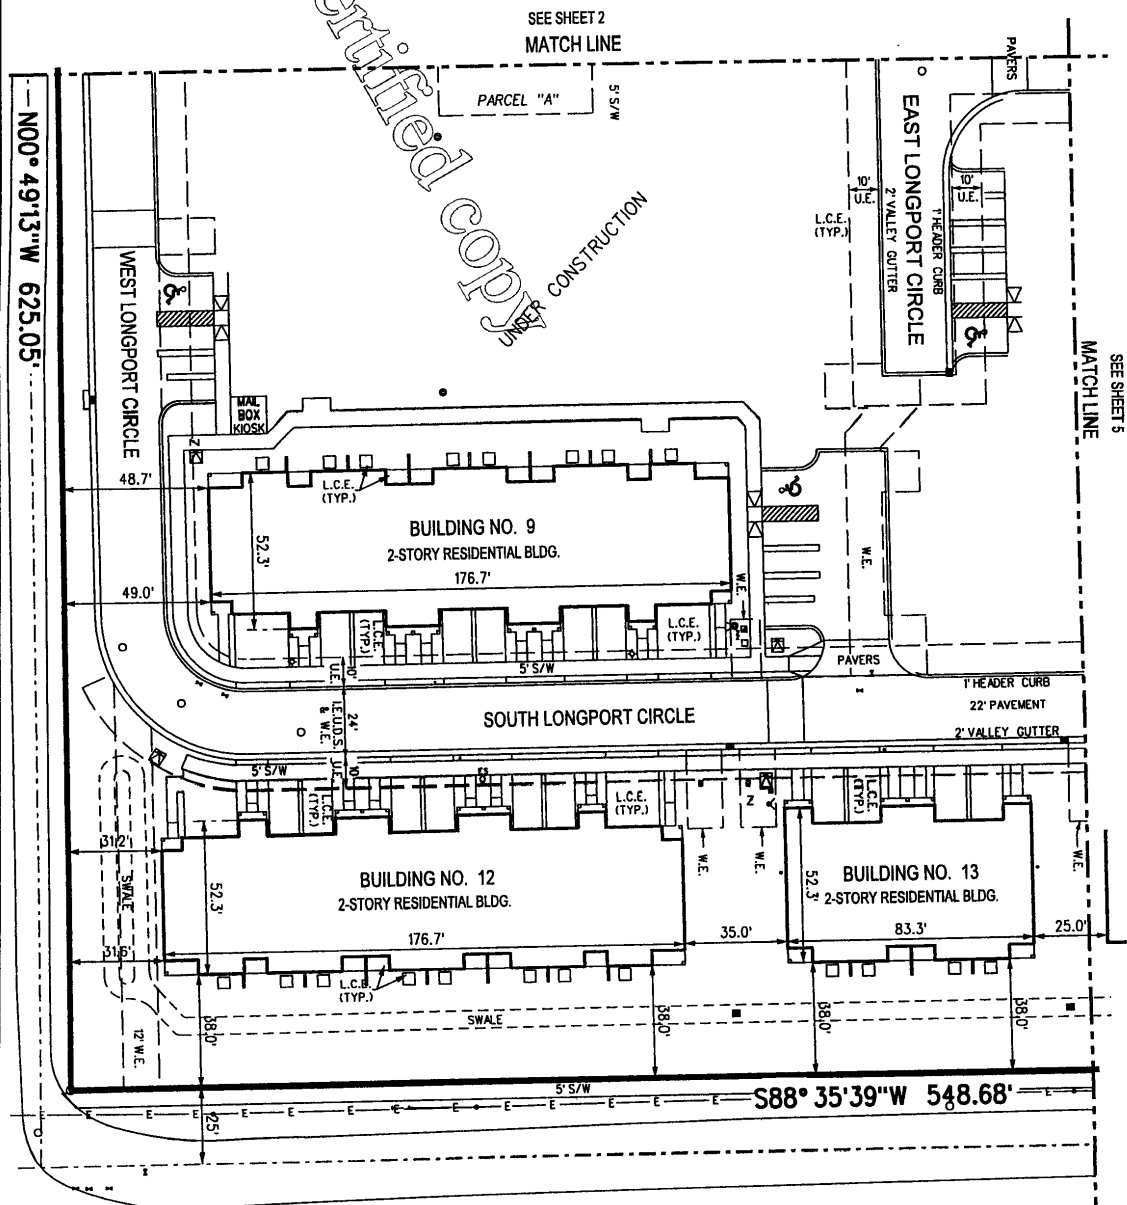 SEE SHEET 2
MATCH LINE
PARCEL "A"
5' S/W
PAVERS
ertified copy
UNDER CONSTRUCTION
EAST LONGPORT CIRCLE
10'
U.E.
2' VALLEY GUTTER
1' HEADER CURB
10'
U.E.
L.C.E.
(TYP.)
N00° 49'13"W 625.05'
WEST LONGPORT CIRCLE
MAIL
BOX
KIOSK
SEE SHEET 5
MATCH LINE
48.7'
Z
L.C.E.
(TYP.)
BUILDING NO. 9
2-STORY RESIDENTIAL BLDG.
52.3'
176.7'
49.0'
W.E.
W.E.
L.C.E.
(TYP.)
L.C.E.
(TYP.)
5' S/W
10'
U.E.
PAVERS
1' HEADER CURB
22' PAVEMENT
2' VALLEY GUTTER
SOUTH LONGPORT CIRCLE
24'
I.E.U.D.S.
& W.E.
5' S/W
10'
U.E.
L.C.E.
(TYP.)
L.C.E.
(TYP.)
L.C.E.
(TYP.)
Z
W.E.
W.E.
W.E.
31.2'
SWALE
52.3'
BUILDING NO. 12
2-STORY RESIDENTIAL BLDG.
176.7'
31.6'
35.0'
52.3'
BUILDING NO. 13
2-STORY RESIDENTIAL BLDG.
83.3'
25.0'
L.C.E.
(TYP.)
12' W.E.
38.0'
SWALE
38.0'
38.0'
38.0'
5' S/W
S88° 35'39"W 548.68'
E E E E E E E E E E E E E E E E
25'